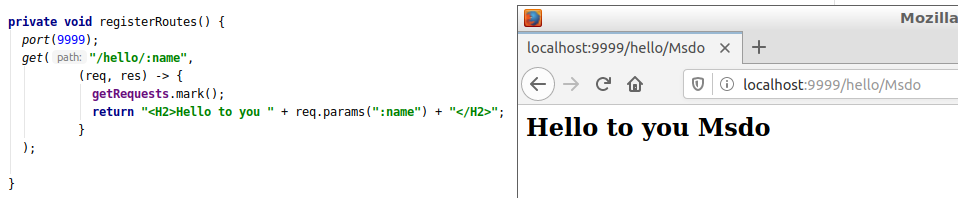 private void registerRoutes() {
port(9999);
get( path: "/hello/:name",
(req, res) -> {
getRequests.mark();
return "<H2>Hello to you " + req.params(":name") + "</H2>";
}
);
}
Mozilla
localhost:9999/hello/Msdo
localhost:9999/hello/Msdo
Hello to you Msdo